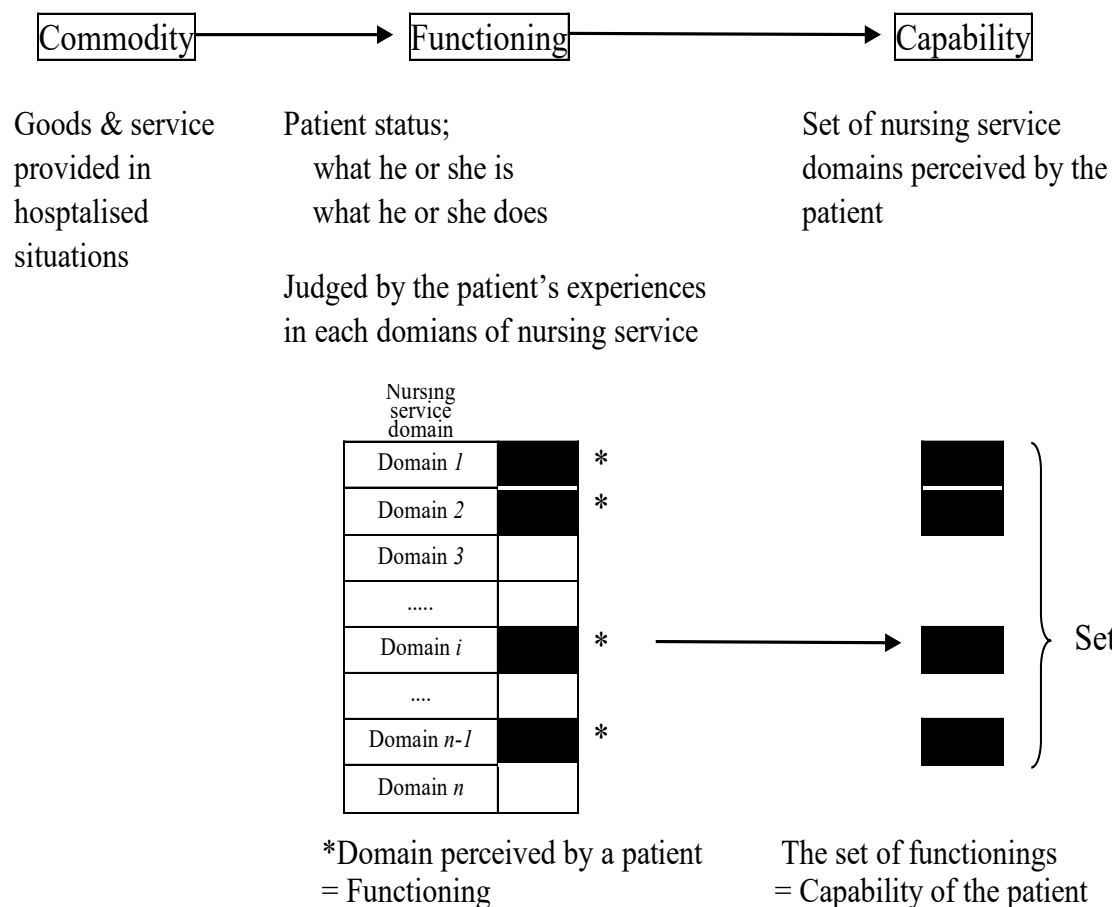 Commodity
Functioning
Capability
Goods & service
provided in
hosptalised
situations
Patient status;
what he or she is
what he or she does
Judged by the patient’s experiences
in each domians of nursing service
Set of nursing service
domains perceived by the
patient
Nursing
service
domain
Domain 1 *
Domain 2 *
Domain 3
.....
Domain i *
....
Domain n-1 *
Domain n
Set
*Domain perceived by a patient
= Functioning
The set of functionings
= Capability of the patient